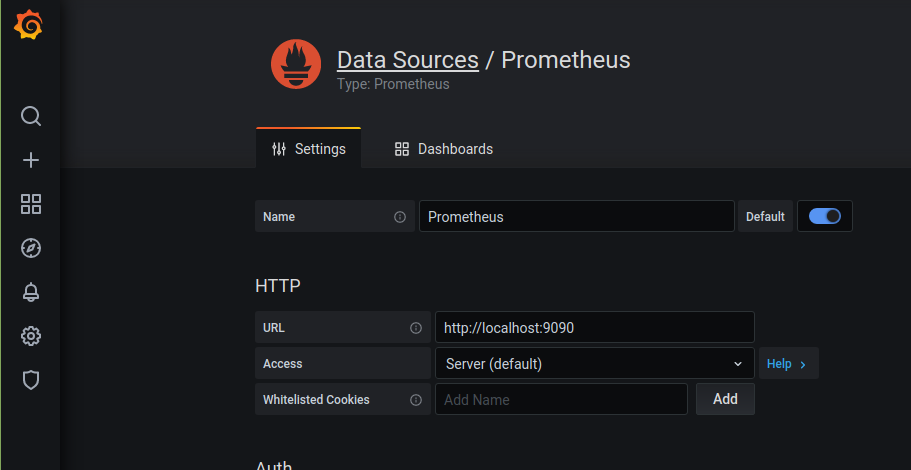 Data Sources / Prometheus
Type: Prometheus
Settings Dashboards
Name Prometheus Default
HTTP
URL http://localhost:9090
Access Server (default) Help >
Whitelisted Cookies Add Name Add
Auth